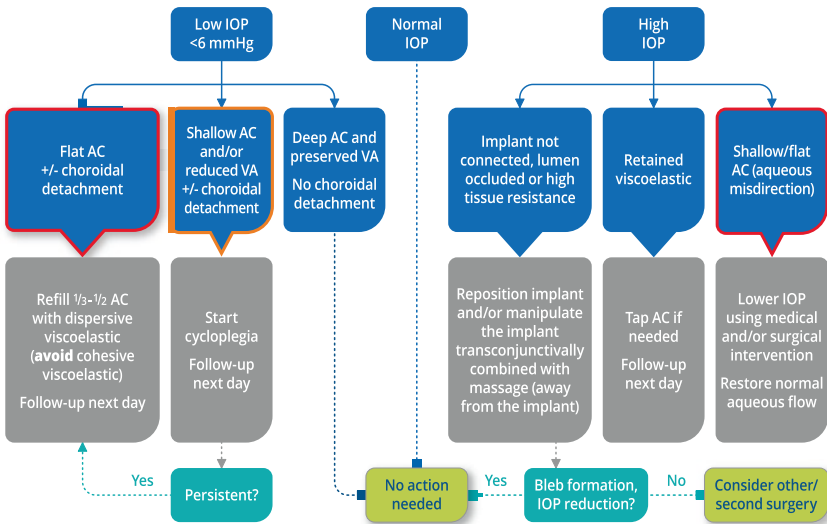 Low IOP
<6 mmHg
Normal
IOP
High
IOP
Flat AC
+/- choroidal
detachment
Shallow AC
and/or
reduced VA
+/- choroidal
detachment
Deep AC and
preserved VA
No choroidal
detachment
Implant not
connected, lumen
occluded or high
tissue resistance
Retained
viscoelastic
Shallow/flat
AC (aqueous
misdirection)
Refill 1/3-1/2 AC
with dispersive
viscoelastic
(avoid cohesive
viscoelastic)
Follow-up next day
Start
cycloplegia
Follow-up
next day
Reposition implant
and/or manipulate
the implant
transconjunctivally
combined with
massage (away
from the implant)
Tap AC if
needed
Follow-up
next day
Lower IOP
using medical
and/or surgical
intervention
Restore normal
aqueous flow
Yes
Persistent?
No action
needed
Yes
Bleb formation,
IOP reduction?
No
Consider other/
second surgery